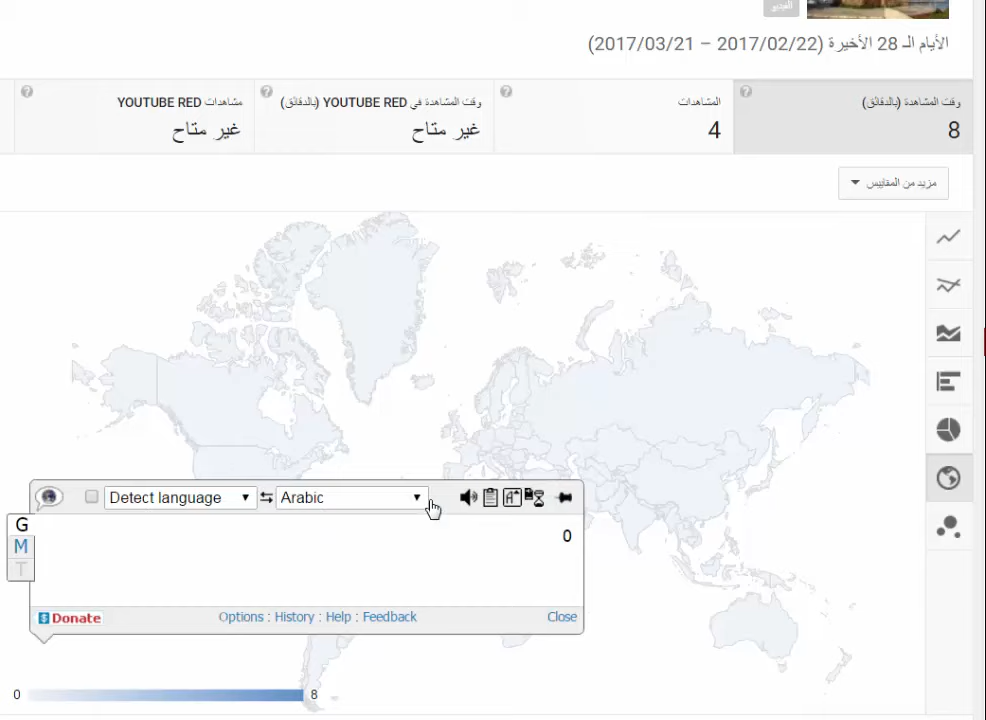 الفيديو
الأيام الـ 28 الأخيرة (2017/02/22 – 2017/03/21)
وقت المشاهدة (بالدقائق)
8
المشاهدات
4
وقت المشاهدة في YOUTUBE RED (بالدقائق)
غير متاح
مشاهدات YOUTUBE RED
غير متاح
مزيد من المقاييس
Detect language
Arabic
G
M
T
0
Donate
Options : History : Help : Feedback
Close
0
8